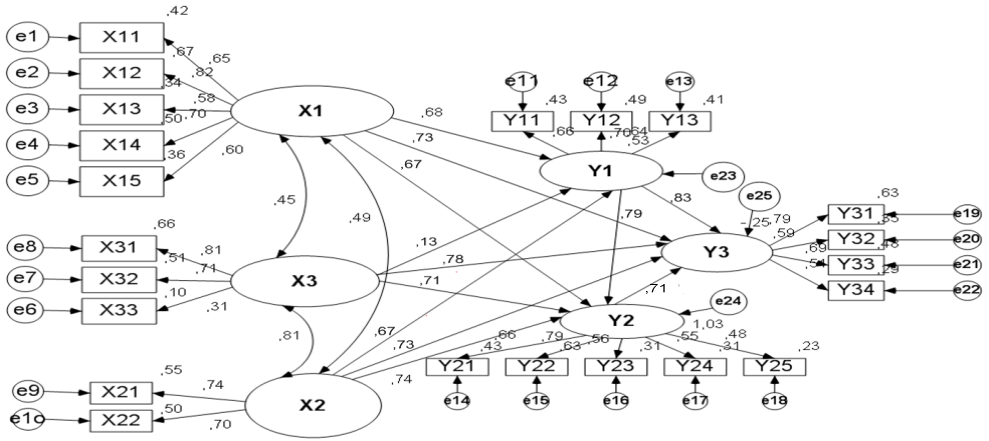 e1 X11 ,42
e2 X12 ,67 ,65
e3 X13 ,34 ,82
e4 X14 ,50 ,58 ,70
e5 X15 ,36 ,60
X1
,68
,73
,67
,45
,49
e11 e12 e13
,43 ,49 ,41
Y11 Y12 Y13
,66 ,70 ,64
,53
Y1
e23
e25
,83
,79
-,25
e8 X31 ,66 ,81
e7 X32 ,51 ,71
e6 X33 ,10 ,31
X3
,13
,78
,71
,81
Y3
,79 ,63
Y31 e19
,59 ,35
Y32 e20
,69
Y33 e21
,29
Y34 e22
,71
e24
Y2
1,03
,67
,73
,66
,74
,79 ,63 ,56 ,55 ,48
,43 ,31 ,31 ,23
Y21 Y22 Y23 Y24 Y25
e14 e15 e16 e17 e18
e9 X21 ,55 ,74
e1c X22 ,50 ,70
X2